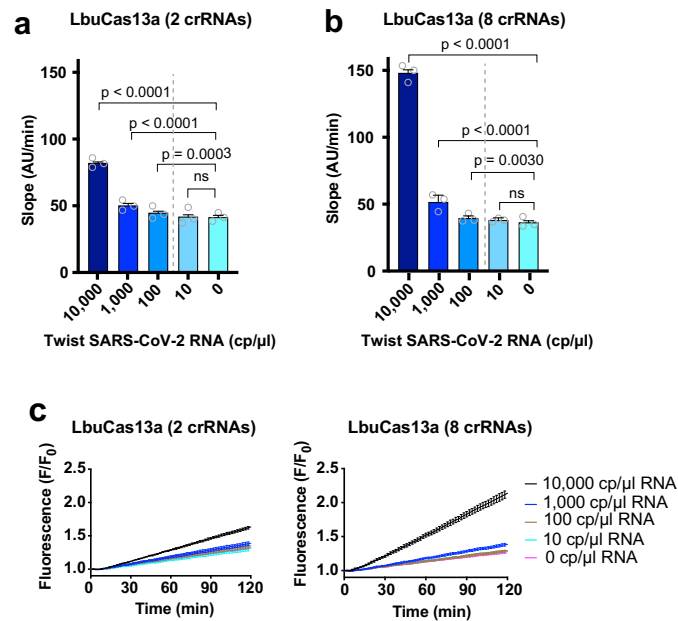 a
LbuCas13a (2 crRNAs)
p < 0.0001
p < 0.0001
p = 0.0003
ns
150
100
50
0
Slope (AU/min)
10,000
1,000
100
10
0
Twist SARS-CoV-2 RNA (cp/µl)
b
LbuCas13a (8 crRNAs)
p < 0.0001
p < 0.0001
p = 0.0030
ns
150
100
50
0
Slope (AU/min)
10,000
1,000
100
10
0
Twist SARS-CoV-2 RNA (cp/µl)
c
LbuCas13a (2 crRNAs)
Fluorescence (F/F₀)
2.5
2.0
1.5
1.0
0 30 60 90 120
Time (min)
LbuCas13a (8 crRNAs)
Fluorescence (F/F₀)
2.5
2.0
1.5
1.0
0 30 60 90 120
Time (min)
10,000 cp/µl RNA
1,000 cp/µl RNA
100 cp/µl RNA
10 cp/µl RNA
0 cp/µl RNA